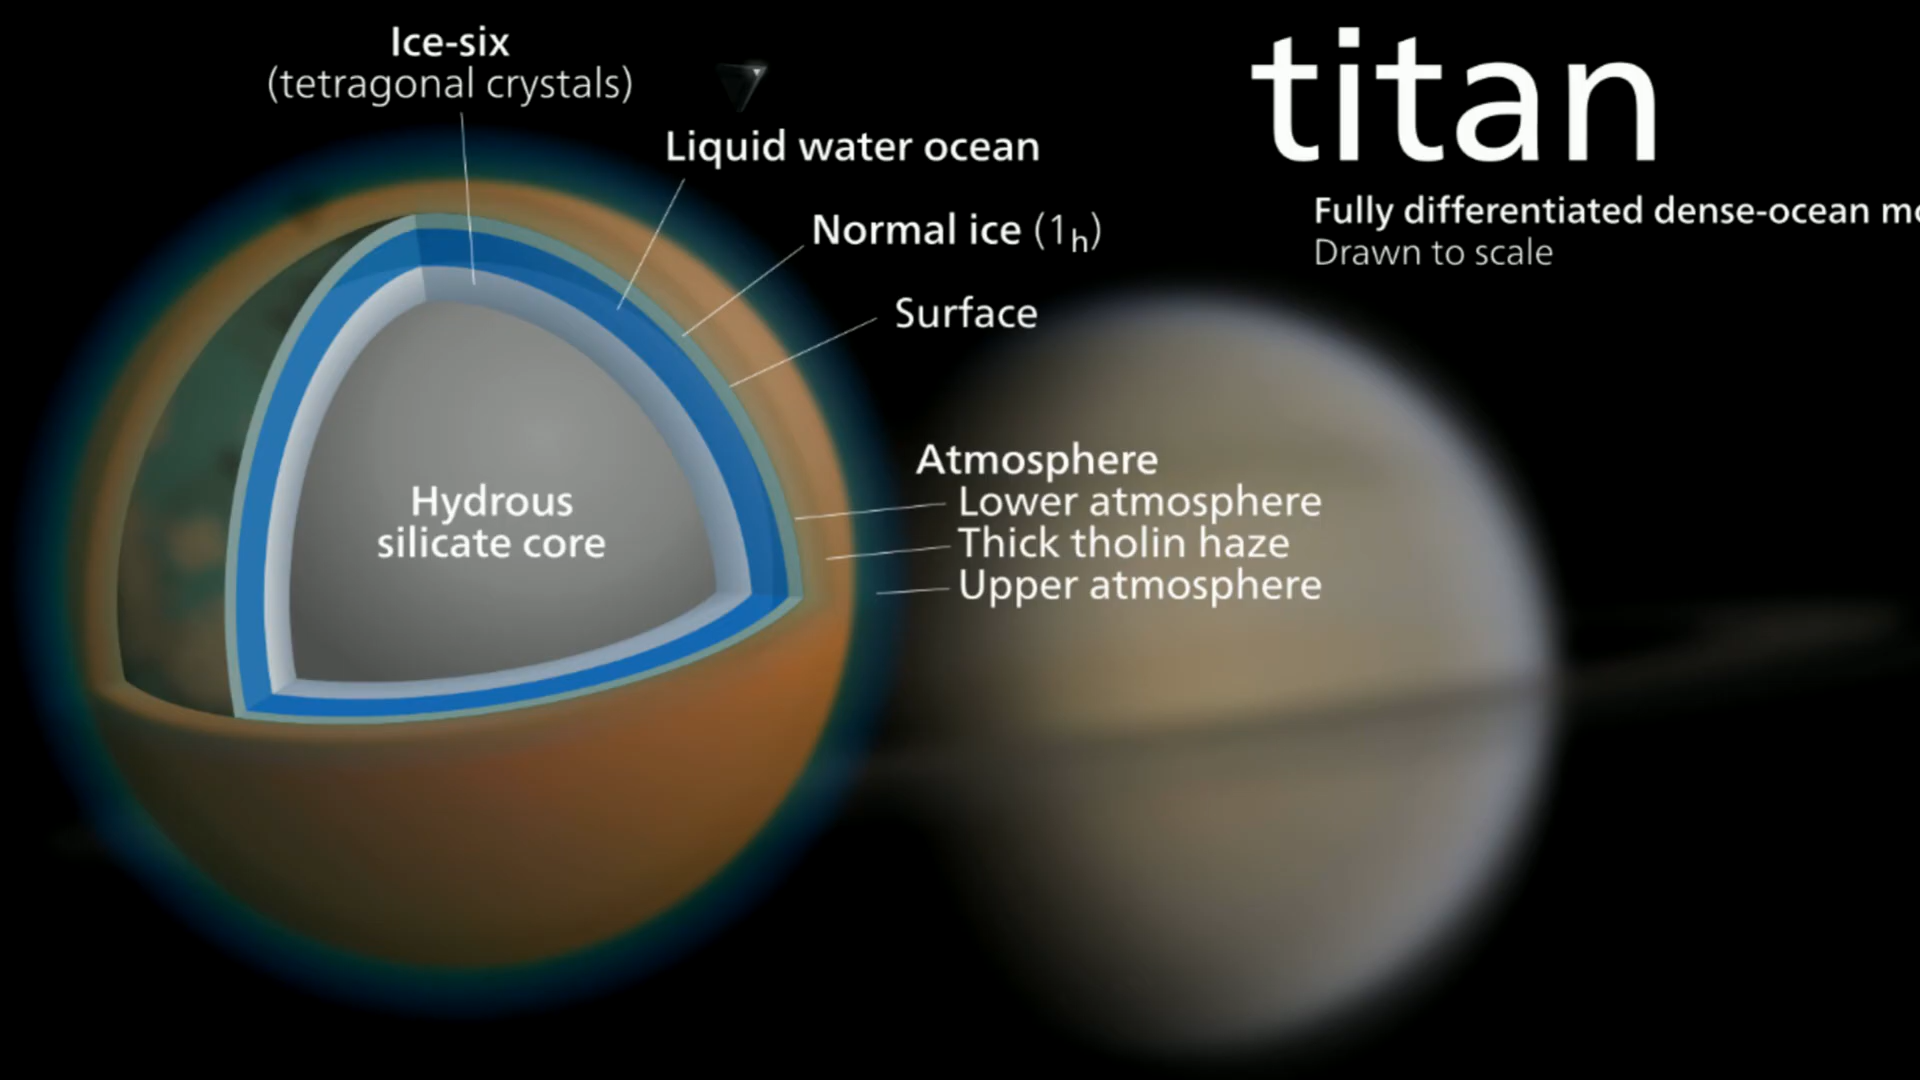 titan
Fully differentiated dense-ocean
Drawn to scale
Ice-six
(tetragonal crystals)
Liquid water ocean
Normal ice (1h)
Surface
Atmosphere
Lower atmosphere
Thick tholin haze
Upper atmosphere
Hydrous
silicate core